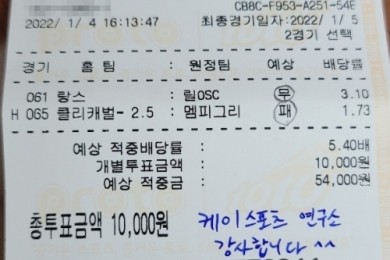 CB8C-F953-A251-54E
2022/ 1/ 4 16:13:47 최종경기일자:2022/ 1/ 5
2경기 선택
경기 홈 팀: 원정팀 예상 배당률
061 랑스 : 릴OSC 무 3.10
H 065 클리캐벌- 2.5 : 멤피그리 패 1.73
예상 적중배당률 5.40배
개별투표금액 10,000원
예상 적중금 54,000원
총투표금액 10,000원
케이스포츠 연구소
감사합니다 ^^